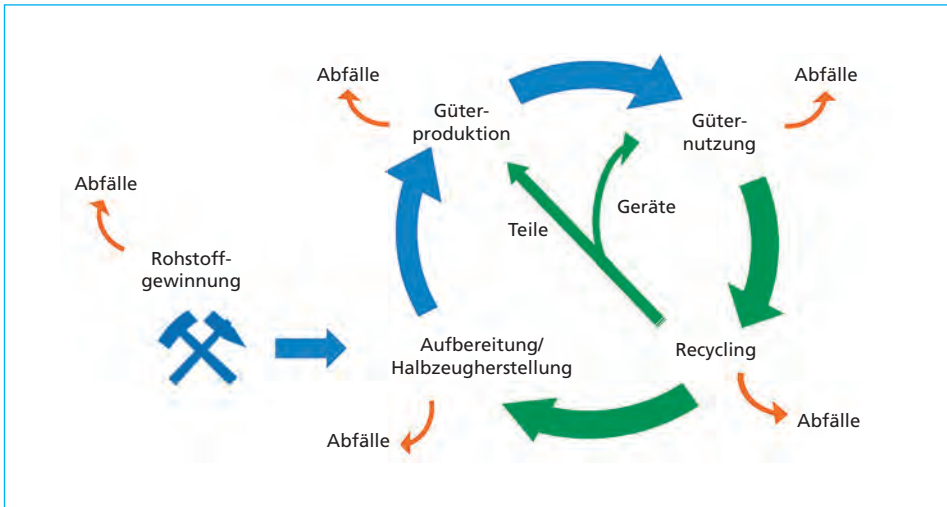 Abfälle
Güter-
produktion
Abfälle
Güter-
nutzung
Abfälle
Rohstoff-
gewinnung
Teile
Geräte
Aufbereitung/
Halbzeugherstellung
Recycling
Abfälle
Abfälle